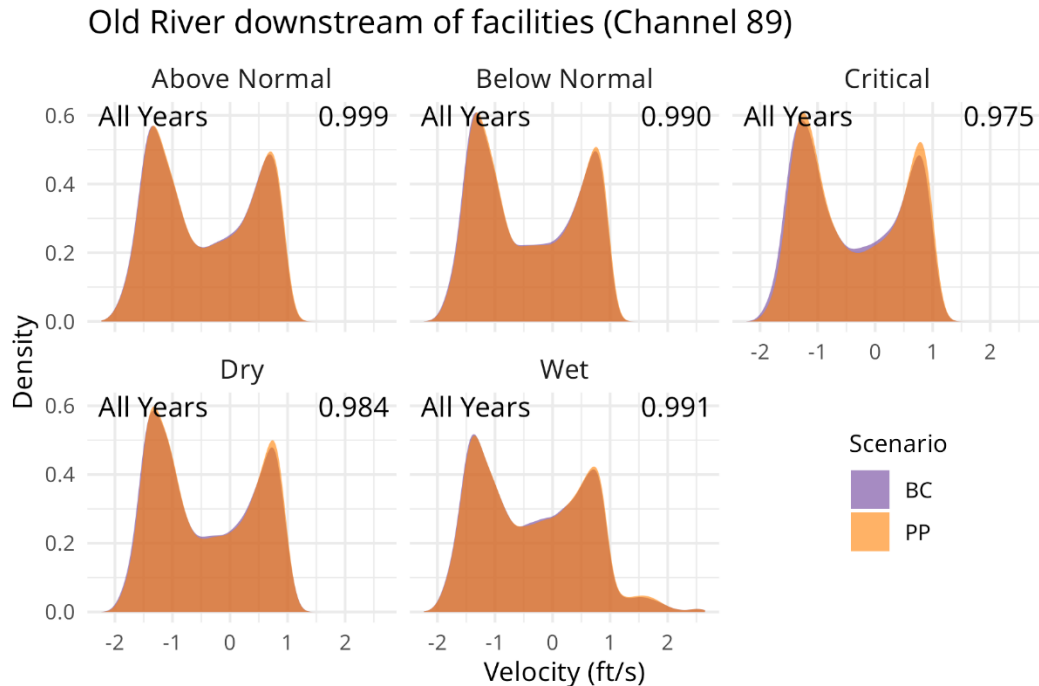 Old River downstream of facilities (Channel 89)
Above Normal
Below Normal
Critical
0.6
0.4
0.2
0.0
All Years 0.999
All Years 0.990
All Years 0.975
-2 -1 0 1 2
Density
Dry
Wet
0.6
0.4
0.2
0.0
All Years 0.984
All Years 0.991
-2 -1 0 1 2
-2 -1 0 1 2
Velocity (ft/s)
Scenario
BC
PP